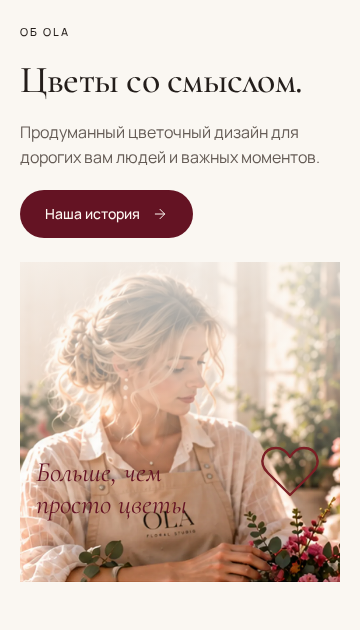 ОБ OLA
Цветы со смыслом.
Продуманный цветочный дизайн для
дорогих вам людей и важных моментов.
Наша история →
Больше, чем
просто цветы
OLA
FLORAL STUDIO